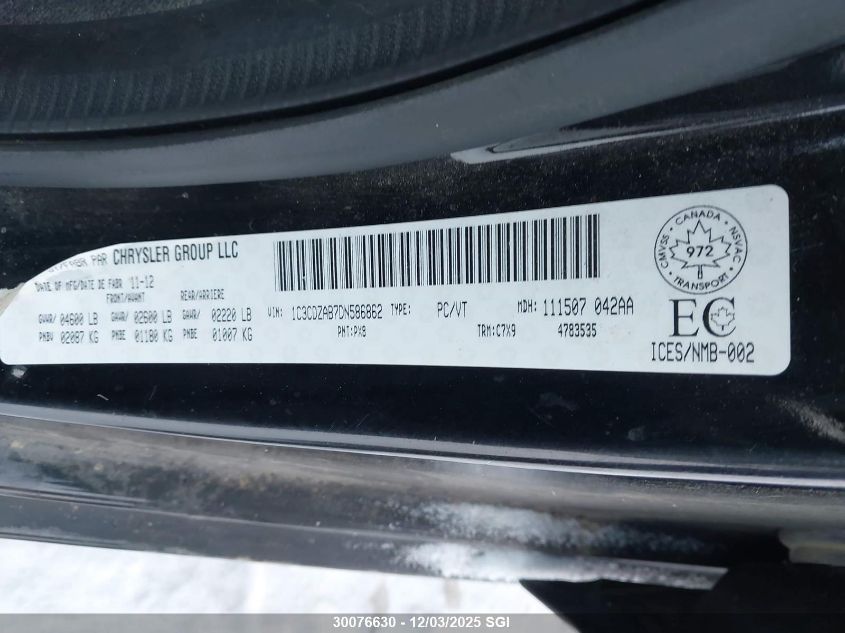 PAR CHRYSLER GROUP LLC
DATE OF MFG/DATE DE FABR '11-12
FRONT/AVANT REAR/ARRIERE
GVWR/ 04600 LB GAWR/ 02600 LB GAWR/ 02220 LB
PNBV 02087 KG PNBE 01180 KG PNBE 01007 KG
VIN: 1C3CDZAB7DN586862 TYPE: PC/VT MDH: 111507 042AA
PNT:PX8 TRM:C7X9 4783535
CANADA
CMVSS 972 NSVAC
TRANSPORT
EC
ICES/NMB-002
30076630 - 12/03/2025 SGI